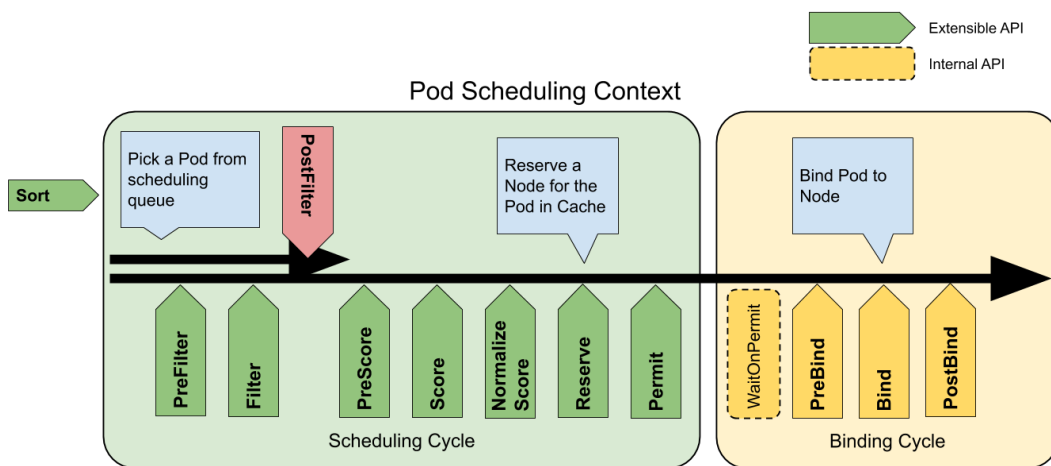 Extensible API
Internal API
Pod Scheduling Context
Pick a Pod from
scheduling
queue
PostFilter
Reserve a
Node for the
Pod in Cache
Bind Pod to
Node
Sort
PreFilter
Filter
PreScore
Score
Normalize
Score
Reserve
Permit
WaitOnPermit
PreBind
Bind
PostBind
Scheduling Cycle
Binding Cycle